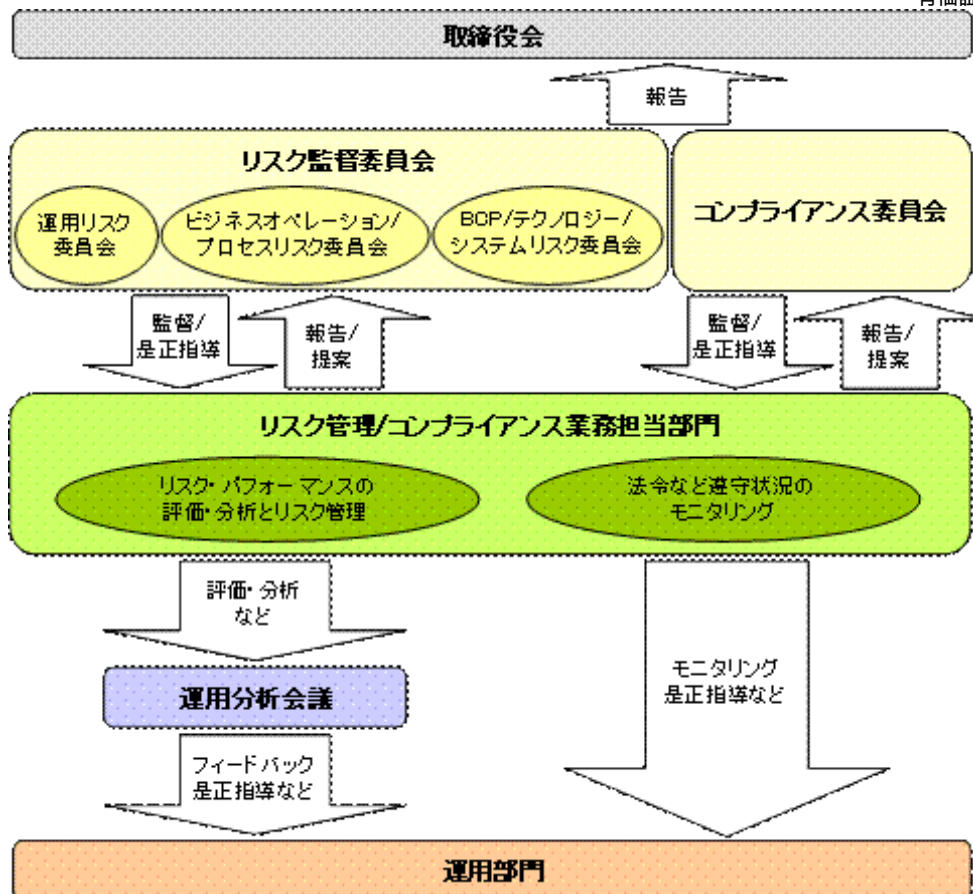 取締役会
報告
リスク監督委員会
運用リスク
委員会
ビジネスオペレーション/
プロセスリスク委員会
BCP/テクノロジー/
システムリスク委員会
コンプライアンス委員会
監督/
是正指導
報告/
提案
監督/
是正指導
報告/
提案
リスク管理/コンプライアンス業務担当部門
リスク・パフォーマンスの
評価・分析とリスク管理
法令など遵守状況の
モニタリング
評価・分析
など
運用分析会議
モニタリング
是正指導など
フィードバック
是正指導など
運用部門